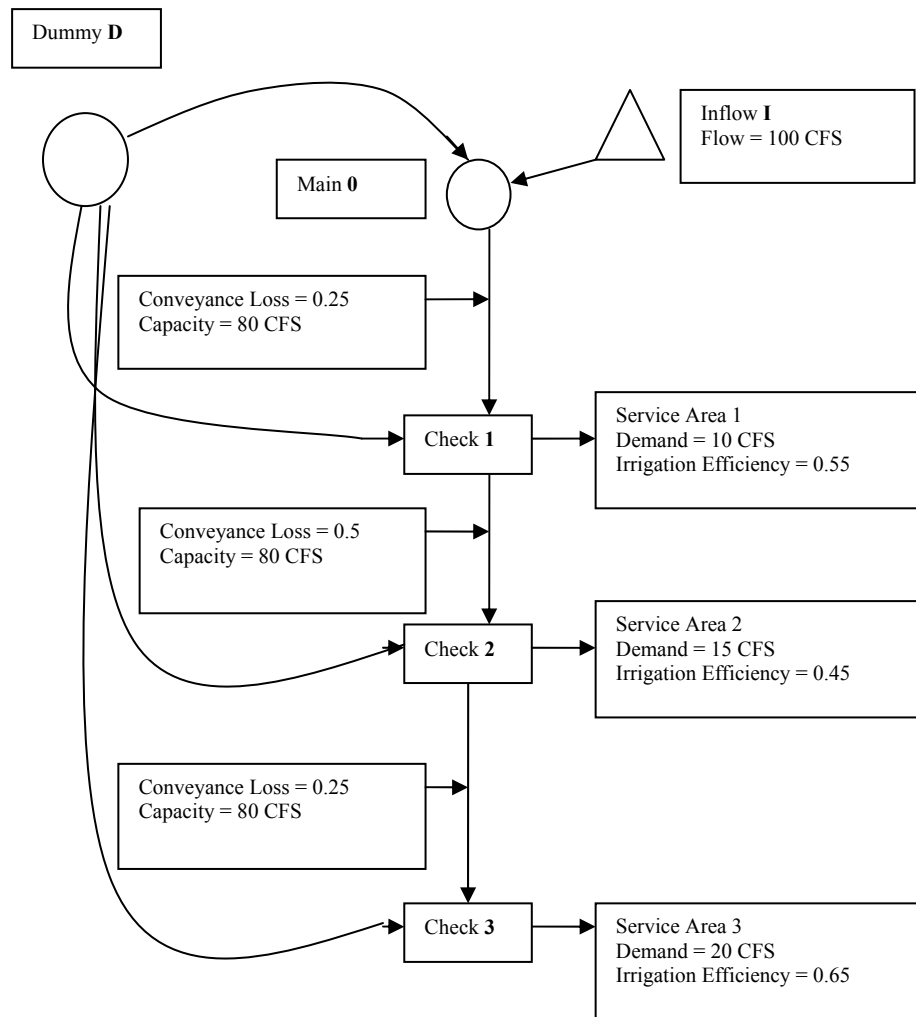 Dummy D
Inflow I
Flow = 100 CFS
Main 0
Conveyance Loss = 0.25
Capacity = 80 CFS
Check 1
Service Area 1
Demand = 10 CFS
Irrigation Efficiency = 0.55
Conveyance Loss = 0.5
Capacity = 80 CFS
Check 2
Service Area 2
Demand = 15 CFS
Irrigation Efficiency = 0.45
Conveyance Loss = 0.25
Capacity = 80 CFS
Check 3
Service Area 3
Demand = 20 CFS
Irrigation Efficiency = 0.65